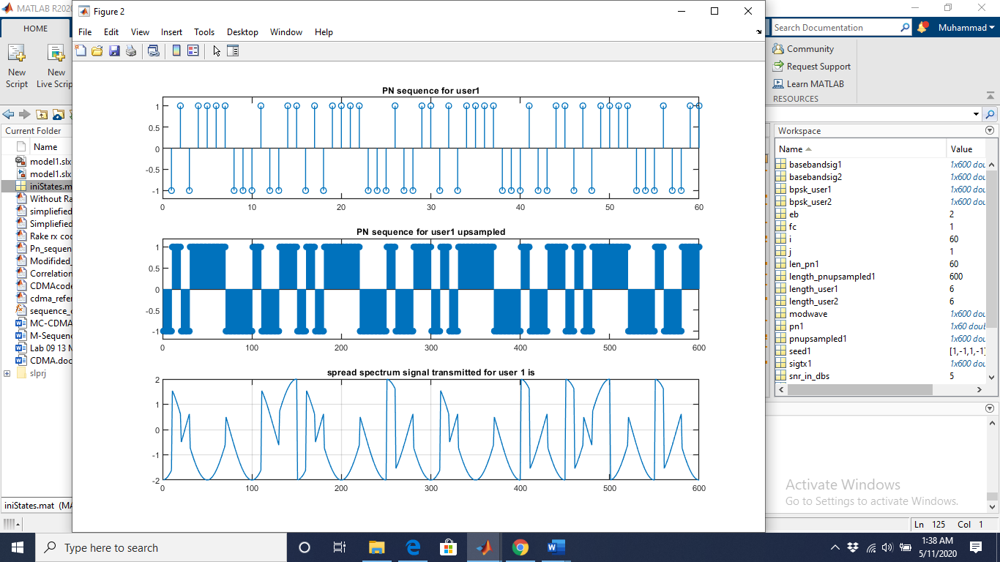 MATLAB R2020
Figure 2
File Edit View Insert Tools Desktop Window Help
HOME
Search Documentation
Muhammad
New Script
New Live Scrip
Community
Request Support
Learn MATLAB
RESOURCES
Current Folder
Name
model1.slx
model1.slx
iniStates.m
Without Ra
simpliefied
Simpliefied
Rake rx coo
Pn_sequen
Modifided_
Correlation
CDMAcode
cdma_refer
sequence_
MC-CDMA
M-Sequenc
Lab 09 13 M
CDMA.doc
slprj
iniStates.mat (MA
PN sequence for user1
1
0.5
0
-0.5
-1
0 10 20 30 40 50 60
PN sequence for user1 upsampled
1
0.5
0
-0.5
-1
0 100 200 300 400 500 600
spread spectrum signal transmitted for user 1 is
2
1
0
-1
-2
0 100 200 300 400 500 600
Workspace
Name Value
basebandsig1 1x600 dou
basebandsig2 1x600 dou
bpsk_user1 1x600 dou
bpsk_user2 1x600 dou
eb 2
fc 1
i 60
j 1
len_pn1 60
length_pnupsampled1 600
length_user1 6
length_user2 6
modwave 1x600 dou
pn1 1x60 doub
pnupsampled1 1x600 dou
seed1 [1,-1,1,-1]
sigtx1 1x600 dou
snr_in_dbs 5
Activate Windows
Go to Settings to activate Windows.
Ln 125 Col 1
Type here to search
1:38 AM
5/11/2020